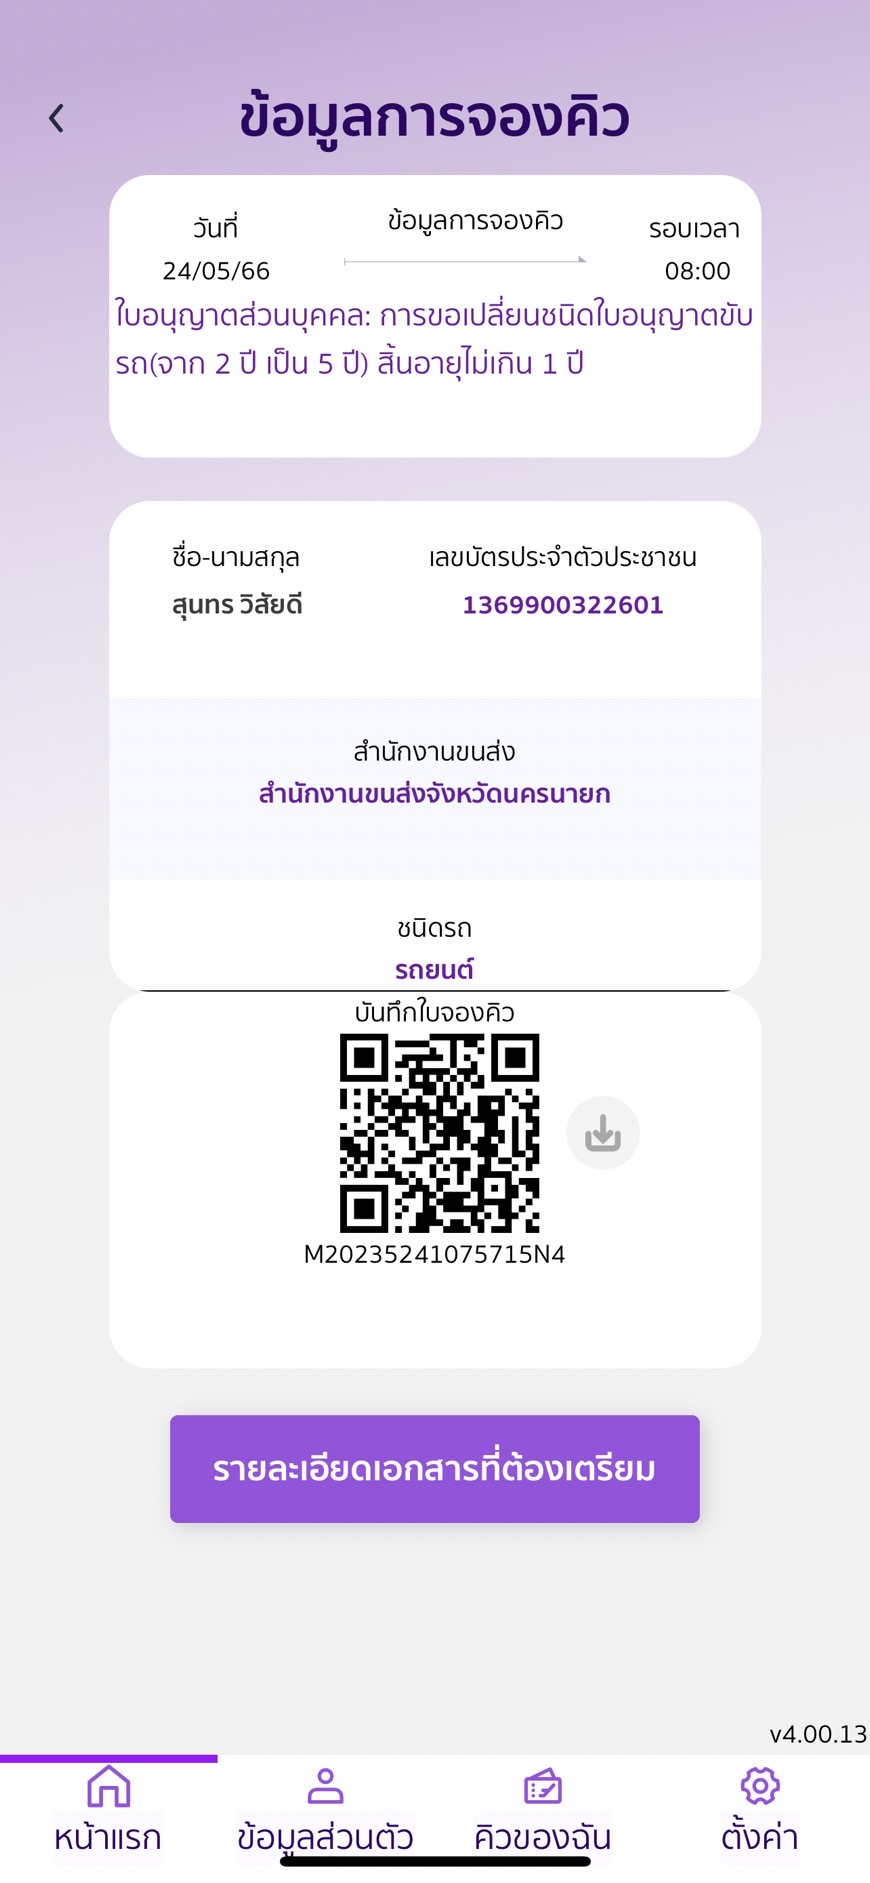 ข้อมูลการจองคิว
วันที่ ข้อมูลการจองคิว รอบเวลา
24/05/66 08:00
ใบอนุญาตส่วนบุคคล: การขอเปลี่ยนชนิดใบอนุญาตขับ
รถ(จาก 2 ปี เป็น 5 ปี) สิ้นอายุไม่เกิน 1 ปี
ชื่อ-นามสกุล เลขบัตรประจำตัวประชาชน
สุนทร วิสัยดี 1369900322601
สำนักงานขนส่ง
สำนักงานขนส่งจังหวัดนครนายก
ชนิดรถ
รถยนต์
บันทึกใบจองคิว
M20235241075715N4
รายละเอียดเอกสารที่ต้องเตรียม
v4.00.13
หน้าแรก ข้อมูลส่วนตัว คิวของฉัน ตั้งค่า